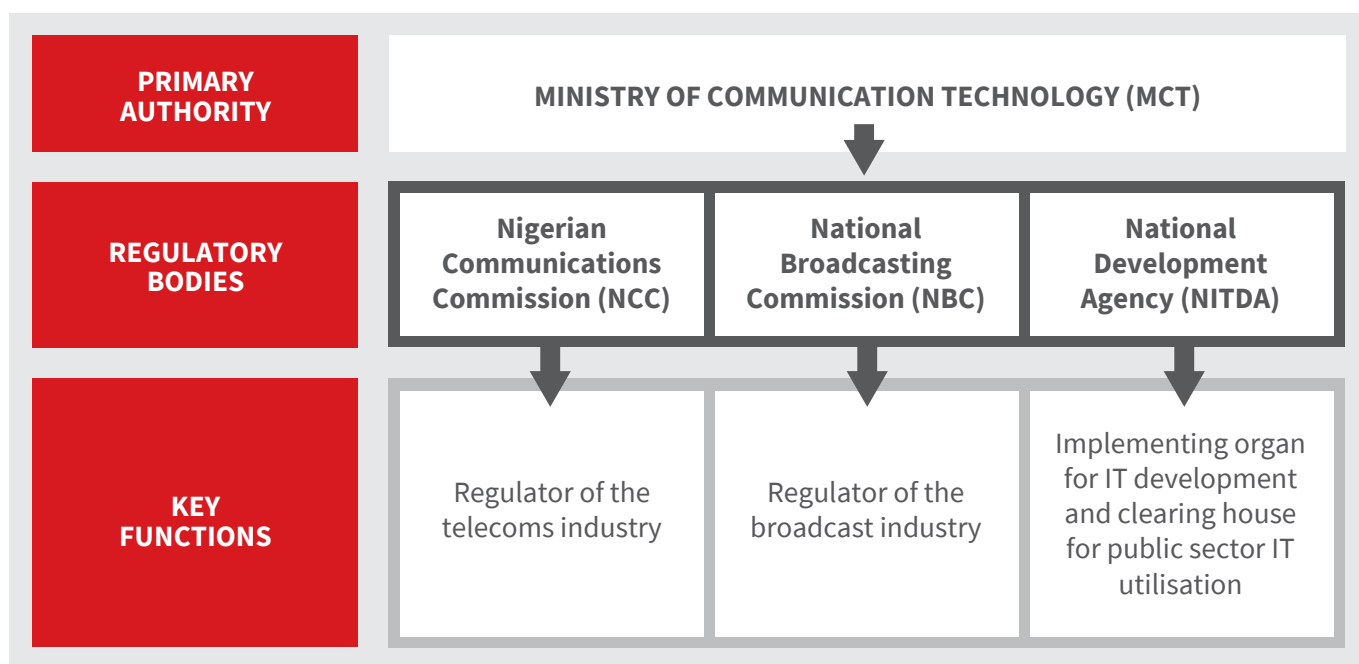 PRIMARY
AUTHORITY
MINISTRY OF COMMUNICATION TECHNOLOGY (MCT)
REGULATORY
BODIES
Nigerian
Communications
Commission (NCC)
National
Broadcasting
Commission (NBC)
National
Development
Agency (NITDA)
KEY
FUNCTIONS
Regulator of the
telecoms industry
Regulator of the
broadcast industry
Implementing organ
for IT development
and clearing house
for public sector IT
utilisation